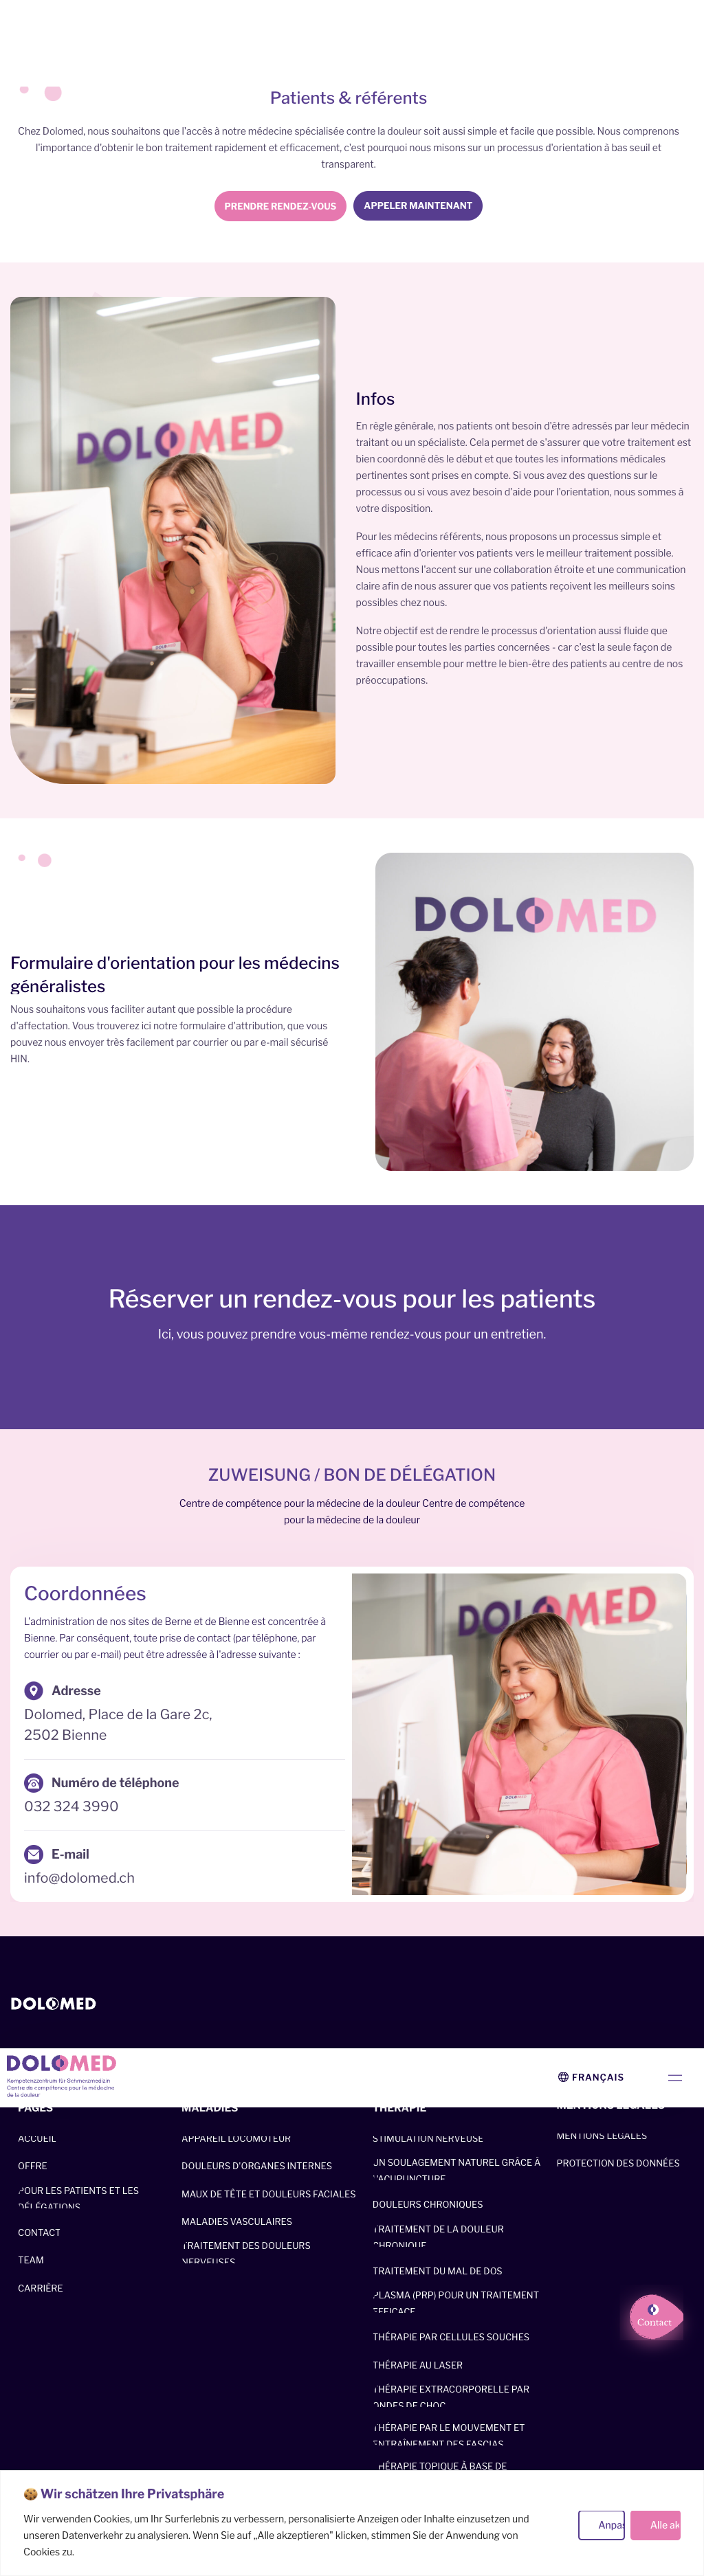 Patients & référents
Chez Dolomed, nous souhaitons que l'accès à notre médecine spécialisée contre la douleur soit aussi simple et facile que possible. Nous comprenons
l'importance d'obtenir le bon traitement rapidement et efficacement, c'est pourquoi nous misons sur un processus d'orientation à bas seuil et
transparent.
PRENDRE RENDEZ-VOUS
APPELER MAINTENANT
DOLOMED
Infos
En règle générale, nos patients ont besoin d'être adressés par leur médecin
traitant ou un spécialiste. Cela permet de s'assurer que votre traitement est
bien coordonné dès le début et que toutes les informations médicales
pertinentes sont prises en compte. Si vous avez des questions sur le
processus ou si vous avez besoin d'aide pour l'orientation, nous sommes à
votre disposition.
Pour les médecins référents, nous proposons un processus simple et
efficace afin d'orienter vos patients vers le meilleur traitement possible.
Nous mettons l'accent sur une collaboration étroite et une communication
claire afin de nous assurer que vos patients reçoivent les meilleurs soins
possibles chez nous.
Notre objectif est de rendre le processus d'orientation aussi fluide que
possible pour toutes les parties concernées - car c'est la seule façon de
travailler ensemble pour mettre le bien-être des patients au centre de nos
préoccupations.
Formulaire d'orientation pour les médecins
généralistes
Nous souhaitons vous faciliter autant que possible la procédure
d'affectation. Vous trouverez ici notre formulaire d'attribution, que vous
pouvez nous envoyer très facilement par courrier ou par e-mail sécurisé
HIN.
DOLOMED
Réserver un rendez-vous pour les patients
Ici, vous pouvez prendre vous-même rendez-vous pour un entretien.
ZUWEISUNG / BON DE DÉLÉGATION
Centre de compétence pour la médecine de la douleur Centre de compétence
pour la médecine de la douleur
Coordonnées
L'administration de nos sites de Berne et de Bienne est concentrée à
Bienne. Par conséquent, toute prise de contact (par téléphone, par
courrier ou par e-mail) peut être adressée à l'adresse suivante :
Adresse
Dolomed, Place de la Gare 2c,
2502 Bienne
Numéro de téléphone
032 324 3990
E-mail
info@dolomed.ch
DOLOMED
DOLOMED
DOLOMED
Kompetenzzentrum für Schmerzmedizin
Centre de compétence pour la médecine
de la douleur
FRANÇAIS
PAGES
ACCUEIL
OFFRE
POUR LES PATIENTS ET LES
DÉLÉGATIONS
CONTACT
TEAM
CARRIÈRE
MALADIES
APPAREIL LOCOMOTEUR
DOULEURS D'ORGANES INTERNES
MAUX DE TÊTE ET DOULEURS FACIALES
MALADIES VASCULAIRES
TRAITEMENT DES DOULEURS
NERVEUSES
THÉRAPIE
STIMULATION NERVEUSE
UN SOULAGEMENT NATUREL GRÂCE À
L'ACUPUNCTURE
DOULEURS CHRONIQUES
TRAITEMENT DE LA DOULEUR
CHRONIQUE
TRAITEMENT DU MAL DE DOS
PLASMA (PRP) POUR UN TRAITEMENT
EFFICACE
THÉRAPIE PAR CELLULES SOUCHES
THÉRAPIE AU LASER
THÉRAPIE EXTRACORPORELLE PAR
ONDES DE CHOC
THÉRAPIE PAR LE MOUVEMENT ET
ENTRAÎNEMENT DES FASCIAS
THÉRAPIE TOPIQUE À BASE DE
MENTIONS LÉGALES
MENTIONS LÉGALES
PROTECTION DES DONNÉES
Contact
Wir schätzen Ihre Privatsphäre
Wir verwenden Cookies, um Ihr Surferlebnis zu verbessern, personalisierte Anzeigen oder Inhalte einzusetzen und
unseren Datenverkehr zu analysieren. Wenn Sie auf „Alle akzeptieren" klicken, stimmen Sie der Anwendung von
Cookies zu.
Anpas
Alle ak